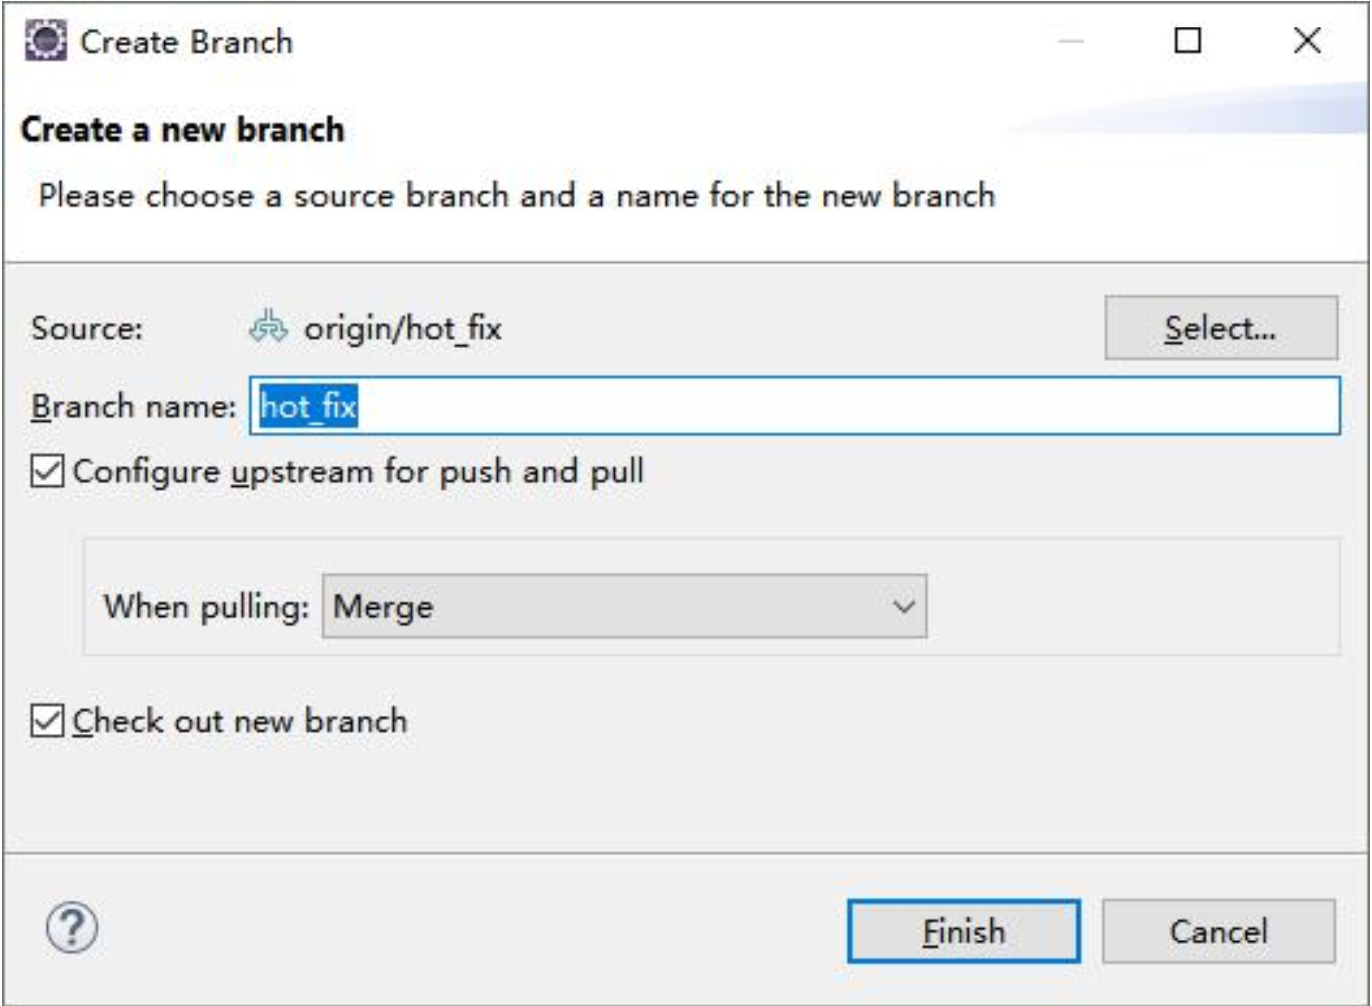 Create Branch
Create a new branch
Please choose a source branch and a name for the new branch
Source: origin/hot_fix Select...
Branch name: hot_fix
Configure upstream for push and pull
When pulling: Merge
Check out new branch
? Finish Cancel